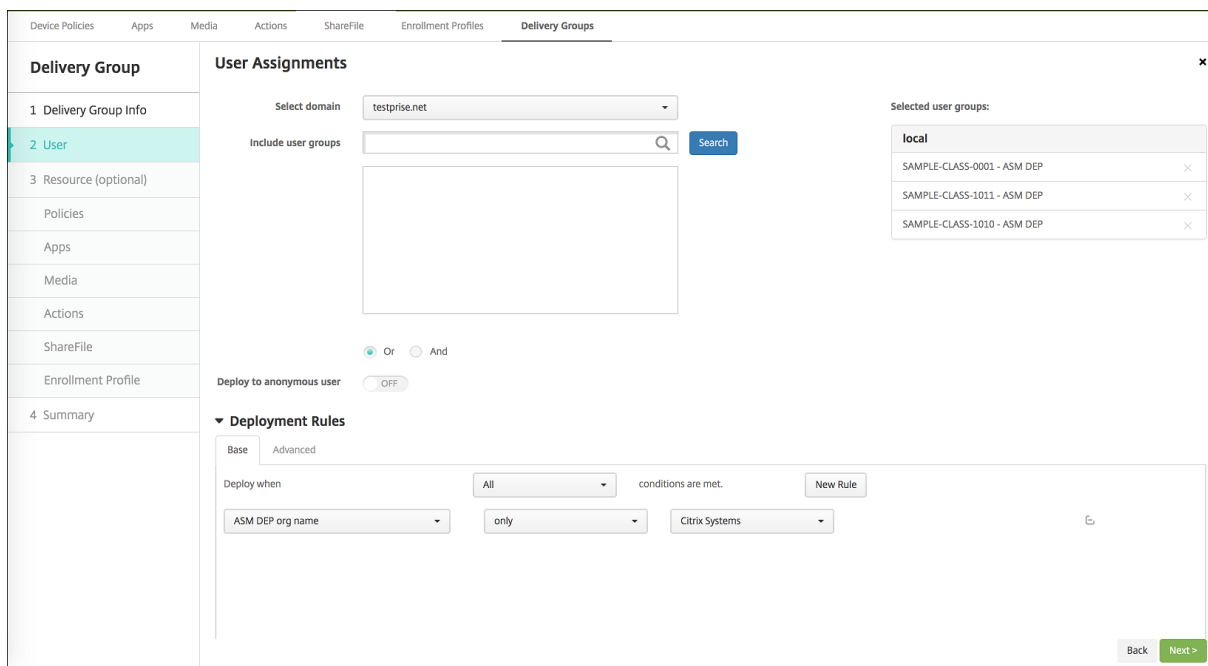 Device Policies Apps Media Actions ShareFile Enrollment Profiles Delivery Groups
Delivery Group
1 Delivery Group Info
2 User
3 Resource (optional)
Policies
Apps
Media
Actions
ShareFile
Enrollment Profile
4 Summary
User Assignments
Select domain testprise.net
Include user groups Search
Or And
Deploy to anonymous user OFF
Selected user groups:
local
SAMPLE-CLASS-0001 - ASM DEP
SAMPLE-CLASS-1011 - ASM DEP
SAMPLE-CLASS-1010 - ASM DEP
Deployment Rules
Base Advanced
Deploy when All conditions are met. New Rule
ASM DEP org name only Citrix Systems
Back Next >